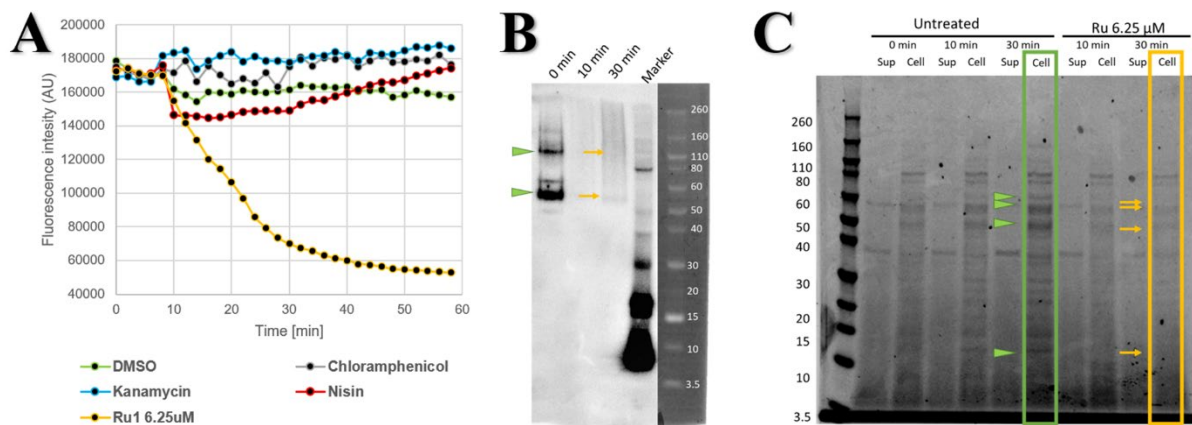 A
Fluorescence intesity (AU)
200000
180000
160000
140000
120000
100000
80000
60000
40000
0 10 20 30 40 50 60
Time [min]
DMSO
Chloramphenicol
Kanamycin
Nisin
Ru1 6.25uM
B
0 min
10 min
30 min
Marker
260
160
110
80
60
50
40
30
20
15
10
3.5
C
Untreated
Ru 6.25 µM
0 min 10 min 30 min 10 min 30 min
Sup Cell Sup Cell Sup Cell Sup Cell Sup Cell
260
160
110
80
60
50
40
30
20
15
10
3.5